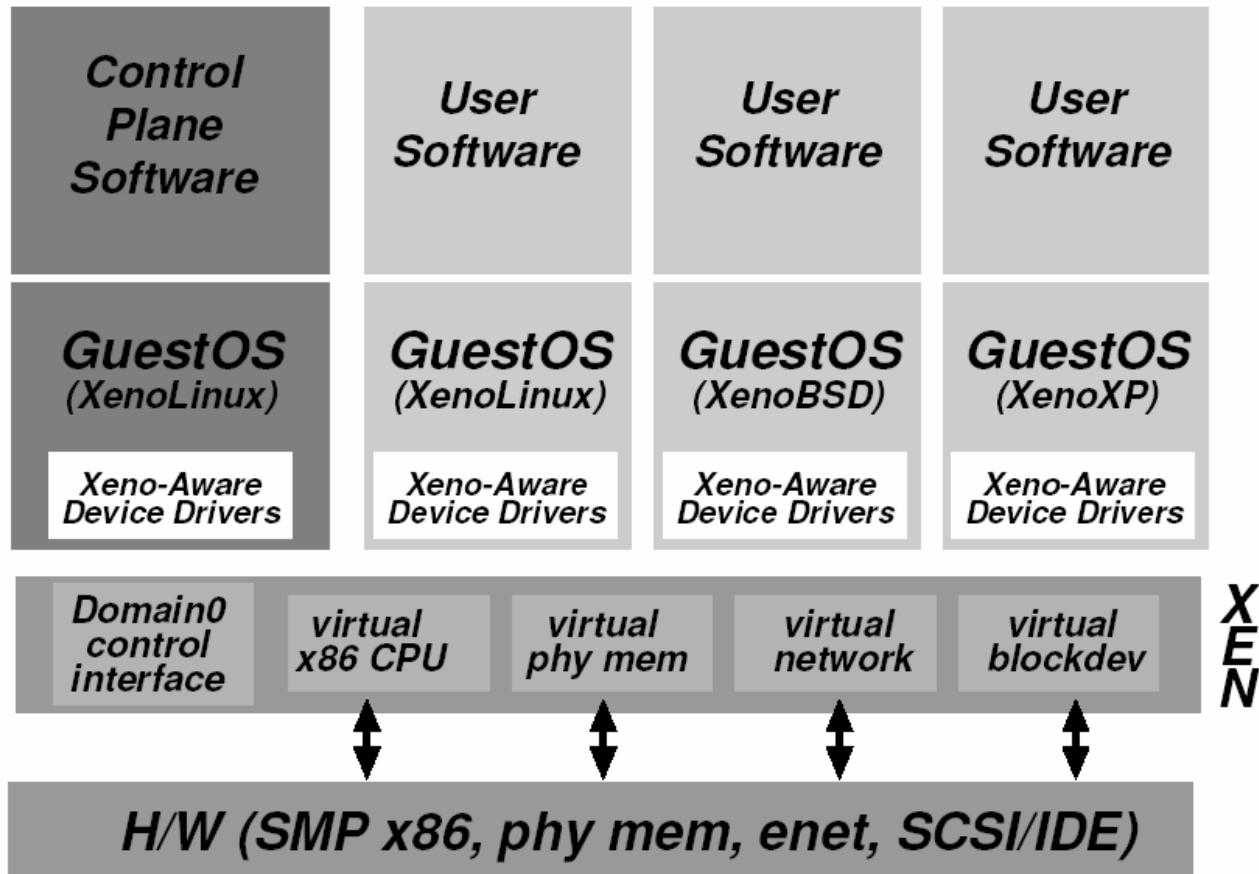 Control
Plane
Software
User
Software
User
Software
User
Software
GuestOS
(XenoLinux)
GuestOS
(XenoLinux)
GuestOS
(XenoBSD)
GuestOS
(XenoXP)
Xeno-Aware
Device Drivers
Xeno-Aware
Device Drivers
Xeno-Aware
Device Drivers
Xeno-Aware
Device Drivers
Domain0
control
interface
virtual
x86 CPU
virtual
phy mem
virtual
network
virtual
blockdev
X
E
N
H/W (SMP x86, phy mem, enet, SCSI/IDE)